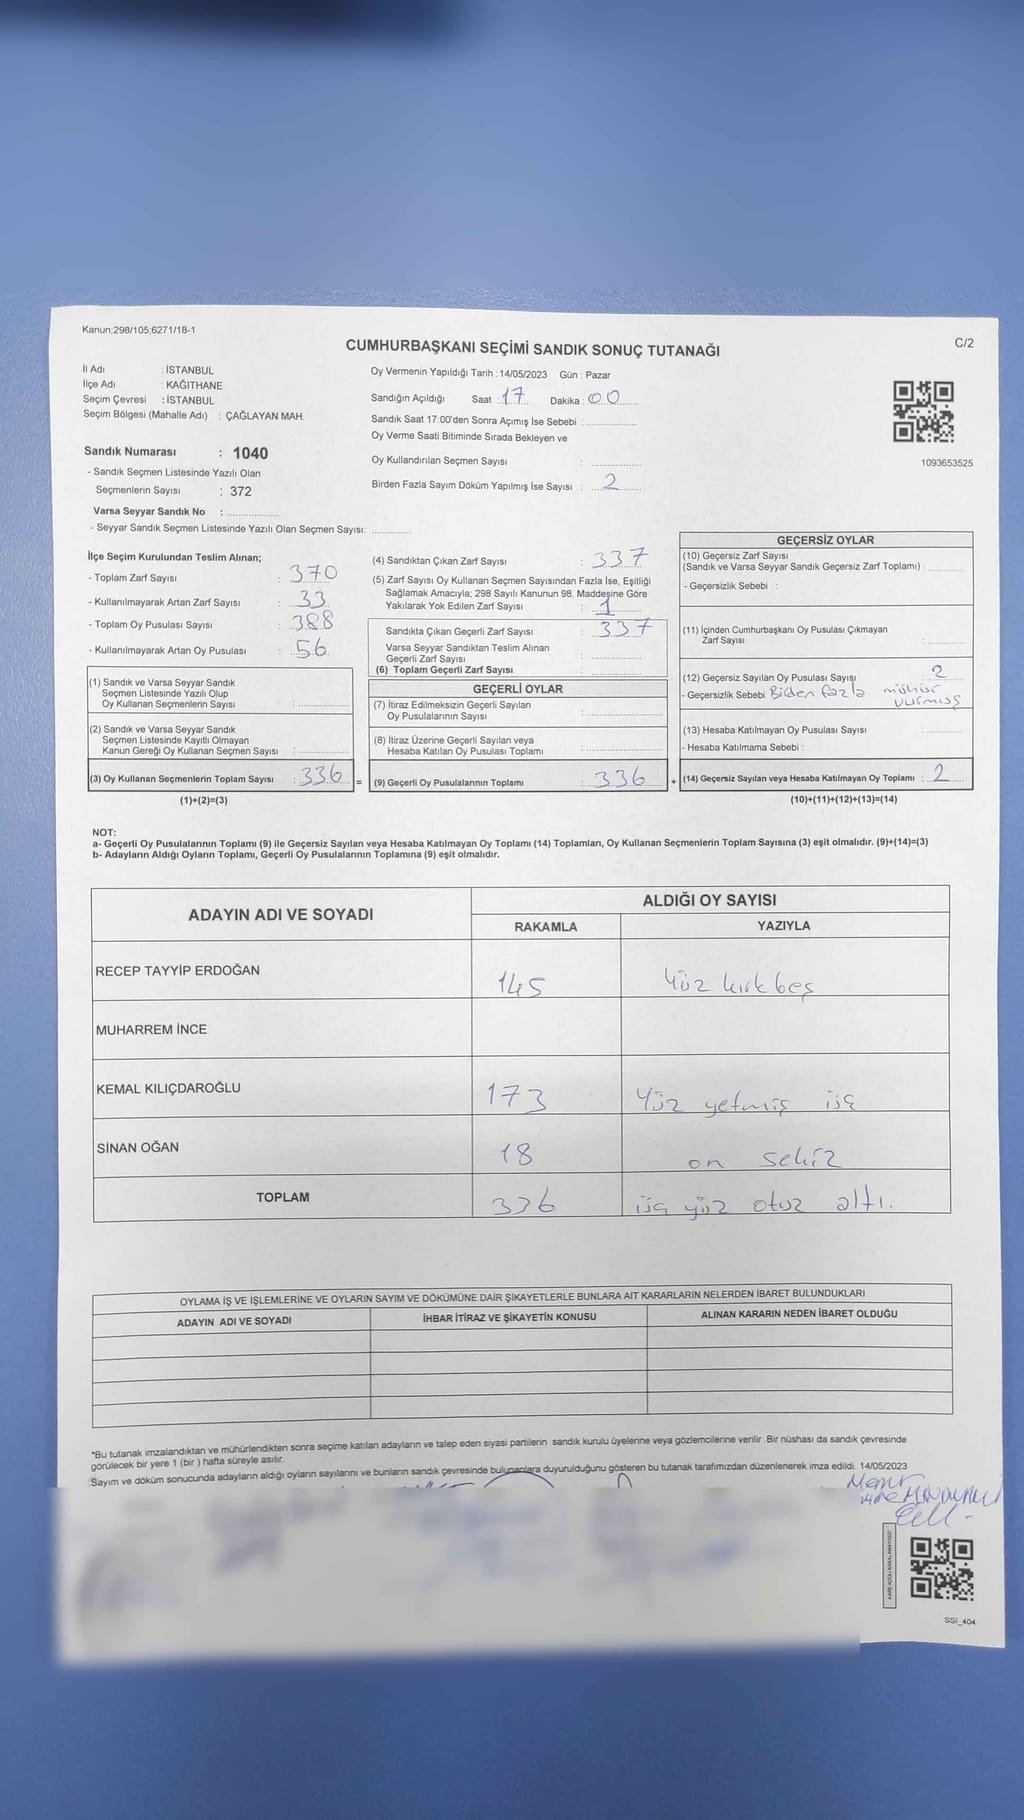 Kanun;298/105;6271/18-1
C/2
CUMHURBAŞKANI SEÇİMİ SANDIK SONUÇ TUTANAĞI
İl Adı : İSTANBUL
İlçe Adı : KAĞITHANE
Seçim Çevresi : İSTANBUL
Seçim Bölgesi (Mahalle Adı) : ÇAĞLAYAN MAH.
Sandık Numarası : 1040
- Sandık Seçmen Listesinde Yazılı Olan
Seçmenlerin Sayısı : 372
Varsa Seyyar Sandık No : ................
- Seyyar Sandık Seçmen Listesinde Yazılı Olan Seçmen Sayısı: ............
Oy Vermenin Yapıldığı Tarih : 14/05/2023 Gün : Pazar
Sandığın Açıldığı Saat : 17 Dakika : 00
Sandık Saat 17:00'den Sonra Açımış İse Sebebi : ................
Oy Verme Saati Bitiminde Sırada Bekleyen ve
Oy Kullandırılan Seçmen Sayısı : ................
Birden Fazla Sayım Döküm Yapılmış İse Sayısı : 2
1093653525
İlçe Seçim Kurulundan Teslim Alınan;
- Toplam Zarf Sayısı : 370
- Kullanılmayarak Artan Zarf Sayısı : 33
- Toplam Oy Pusulası Sayısı : 388
- Kullanılmayarak Artan Oy Pusulası : 56
(1) Sandık ve Varsa Seyyar Sandık
Seçmen Listesinde Yazılı Olup
Oy Kullanan Seçmenlerin Sayısı : ................
(2) Sandık ve Varsa Seyyar Sandık
Seçmen Listesinde Kayıtlı Olmayan
Kanun Gereği Oy Kullanan Seçmen Sayısı : ................
(3) Oy Kullanan Seçmenlerin Toplam Sayısı : 336 =
(1)+(2)=(3)
(4) Sandıktan Çıkan Zarf Sayısı : 337
(5) Zarf Sayısı Oy Kullanan Seçmen Sayısından Fazla İse, Eşitliği
Sağlamak Amacıyla; 298 Sayılı Kanunun 98. Maddesine Göre
Yakılarak Yok Edilen Zarf Sayısı : 1
Sandıkta Çıkan Geçerli Zarf Sayısı : 337
Varsa Seyyar Sandıktan Teslim Alınan
Geçerli Zarf Sayısı : ................
(6) Toplam Geçerli Zarf Sayısı : ................
GEÇERLİ OYLAR
(7) İtiraz Edilmeksizin Geçerli Sayılan
Oy Pusulalarının Sayısı : ................
(8) İtiraz Üzerine Geçerli Sayılan veya
Hesaba Katılan Oy Pusulası Toplamı : ................
(9) Geçerli Oy Pusulalarının Toplamı : 336 +
GEÇERSİZ OYLAR
(10) Geçersiz Zarf Sayısı
(Sandık ve Varsa Seyyar Sandık Geçersiz Zarf Toplamı) : ............
- Geçersizlik Sebebi :
(11) İçinden Cumhurbaşkanı Oy Pusulası Çıkmayan
Zarf Sayısı : ............
(12) Geçersiz Sayılan Oy Pusulası Sayısı : 2
- Geçersizlik Sebebi Birden fazla mühür
vurmuş
(13) Hesaba Katılmayan Oy Pusulası Sayısı : ............
- Hesaba Katılmama Sebebi :
(14) Geçersiz Sayılan veya Hesaba Katılmayan Oy Toplamı : 2
(10)+(11)+(12)+(13)=(14)
NOT:
a- Geçerli Oy Pusulalarının Toplamı (9) ile Geçersiz Sayılan veya Hesaba Katılmayan Oy Toplamı (14) Toplamları, Oy Kullanan Seçmenlerin Toplam Sayısına (3) eşit olmalıdır. (9)+(14)=(3)
b- Adayların Aldığı Oyların Toplamı, Geçerli Oy Pusulalarının Toplamına (9) eşit olmalıdır.
ADAYIN ADI VE SOYADI ALDIĞI OY SAYISI
RAKAMLA YAZIYLA
RECEP TAYYİP ERDOĞAN 145 Yüz kırk beş
MUHARREM İNCE
KEMAL KILIÇDAROĞLU 173 Yüz yetmiş üç
SİNAN OĞAN 18 on sekiz
TOPLAM 336 üç yüz otuz altı.
OYLAMA İŞ VE İŞLEMLERİNE VE OYLARIN SAYIM VE DÖKÜMÜNE DAİR ŞİKAYETLERLE BUNLARA AİT KARARLARIN NELERDEN İBARET BULUNDUKLARI
ADAYIN ADI VE SOYADI İHBAR İTİRAZ VE ŞİKAYETİN KONUSU ALINAN KARARIN NEDEN İBARET OLDUĞU
*Bu tutanak imzalandıktan ve mühürlendikten sonra seçime katılan adayların ve talep eden siyasi partilerin sandık kurulu üyelerine veya gözlemcilerine verilir. Bir nüshası da sandık çevresinde
görülecek bir yere 1 (bir ) hafta süreyle asılır.
Sayım ve döküm sonucunda adayların aldığı oyların sayılarını ve bunların sandık çevresinde bulunanlara duyurulduğunu gösteren bu tutanak tarafımızdan düzenlenerek imza edildi. 14/05/2023
SSI_404